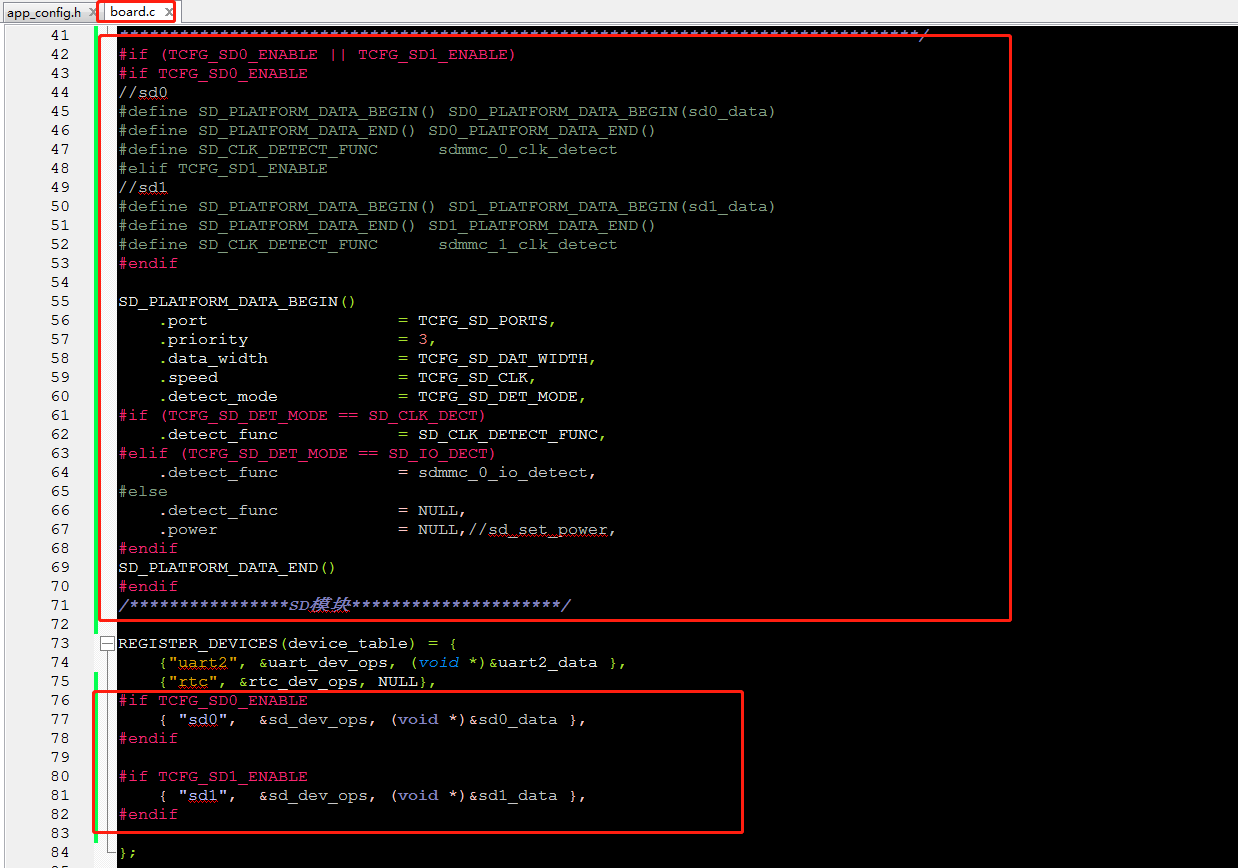 app_config.h × board.c ×
41 ********************************************************************************/
42 #if (TCFG_SD0_ENABLE || TCFG_SD1_ENABLE)
43 #if TCFG_SD0_ENABLE
44 //sd0
45 #define SD_PLATFORM_DATA_BEGIN() SD0_PLATFORM_DATA_BEGIN(sd0_data)
46 #define SD_PLATFORM_DATA_END() SD0_PLATFORM_DATA_END()
47 #define SD_CLK_DETECT_FUNC      sdmmc_0_clk_detect
48 #elif TCFG_SD1_ENABLE
49 //sd1
50 #define SD_PLATFORM_DATA_BEGIN() SD1_PLATFORM_DATA_BEGIN(sd1_data)
51 #define SD_PLATFORM_DATA_END() SD1_PLATFORM_DATA_END()
52 #define SD_CLK_DETECT_FUNC      sdmmc_1_clk_detect
53 #endif
54
55 SD_PLATFORM_DATA_BEGIN()
56     .port                   = TCFG_SD_PORTS,
57     .priority               = 3,
58     .data_width             = TCFG_SD_DAT_WIDTH,
59     .speed                  = TCFG_SD_CLK,
60     .detect_mode            = TCFG_SD_DET_MODE,
61 #if (TCFG_SD_DET_MODE == SD_CLK_DECT)
62     .detect_func            = SD_CLK_DETECT_FUNC,
63 #elif (TCFG_SD_DET_MODE == SD_IO_DECT)
64     .detect_func            = sdmmc_0_io_detect,
65 #else
66     .detect_func            = NULL,
67     .power                  = NULL,//sd_set_power,
68 #endif
69 SD_PLATFORM_DATA_END()
70 #endif
71 /****************SD模块*********************/
72
73 REGISTER_DEVICES(device_table) = {
74     {"uart2", &uart_dev_ops, (void *)&uart2_data },
75     {"rtc", &rtc_dev_ops, NULL},
76 #if TCFG_SD0_ENABLE
77     { "sd0",  &sd_dev_ops, (void *)&sd0_data },
78 #endif
79
80 #if TCFG_SD1_ENABLE
81     { "sd1",  &sd_dev_ops, (void *)&sd1_data },
82 #endif
83
84 };